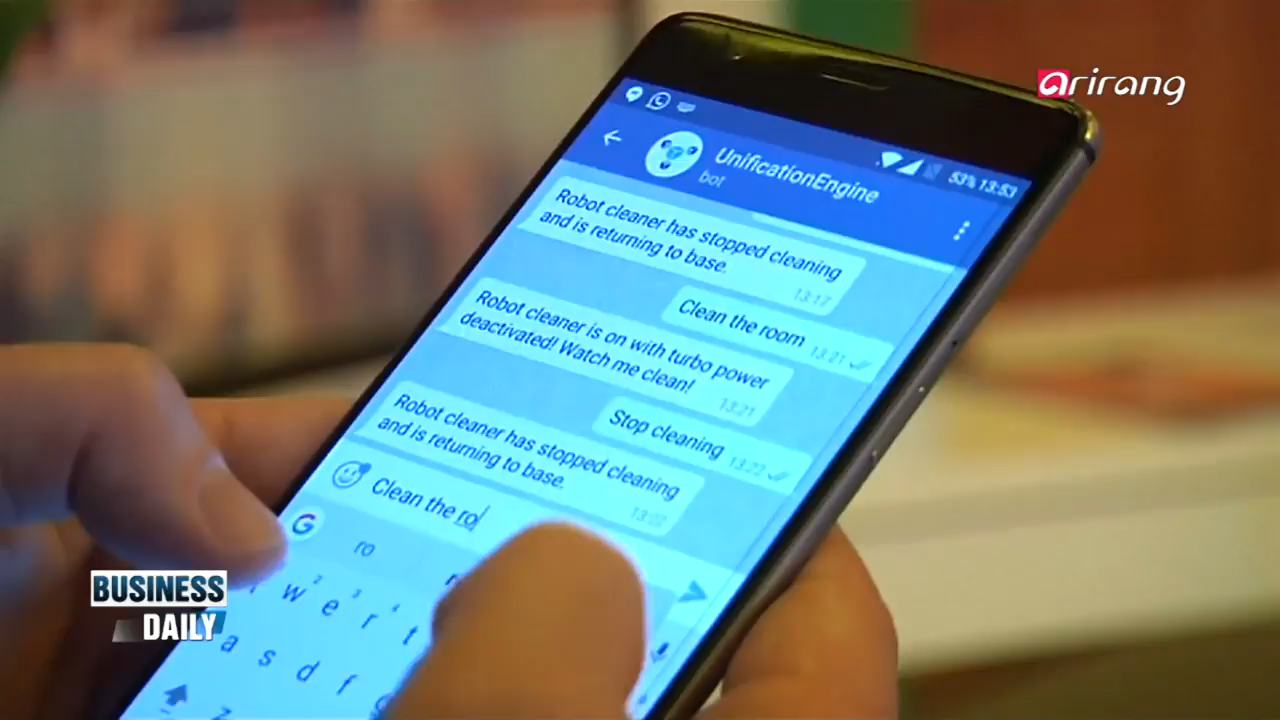 arirang
53% 13:53
UnificationEngine
bot
Robot cleaner has stopped cleaning
and is returning to base.
13:17
Clean the room
13:21
Robot cleaner is on with turbo power
deactivated! Watch me clean!
13:21
Stop cleaning
13:22
Robot cleaner has stopped cleaning
and is returning to base.
Clean the ro
G
ro
w e r t
a s d f
BUSINESS
DAILY